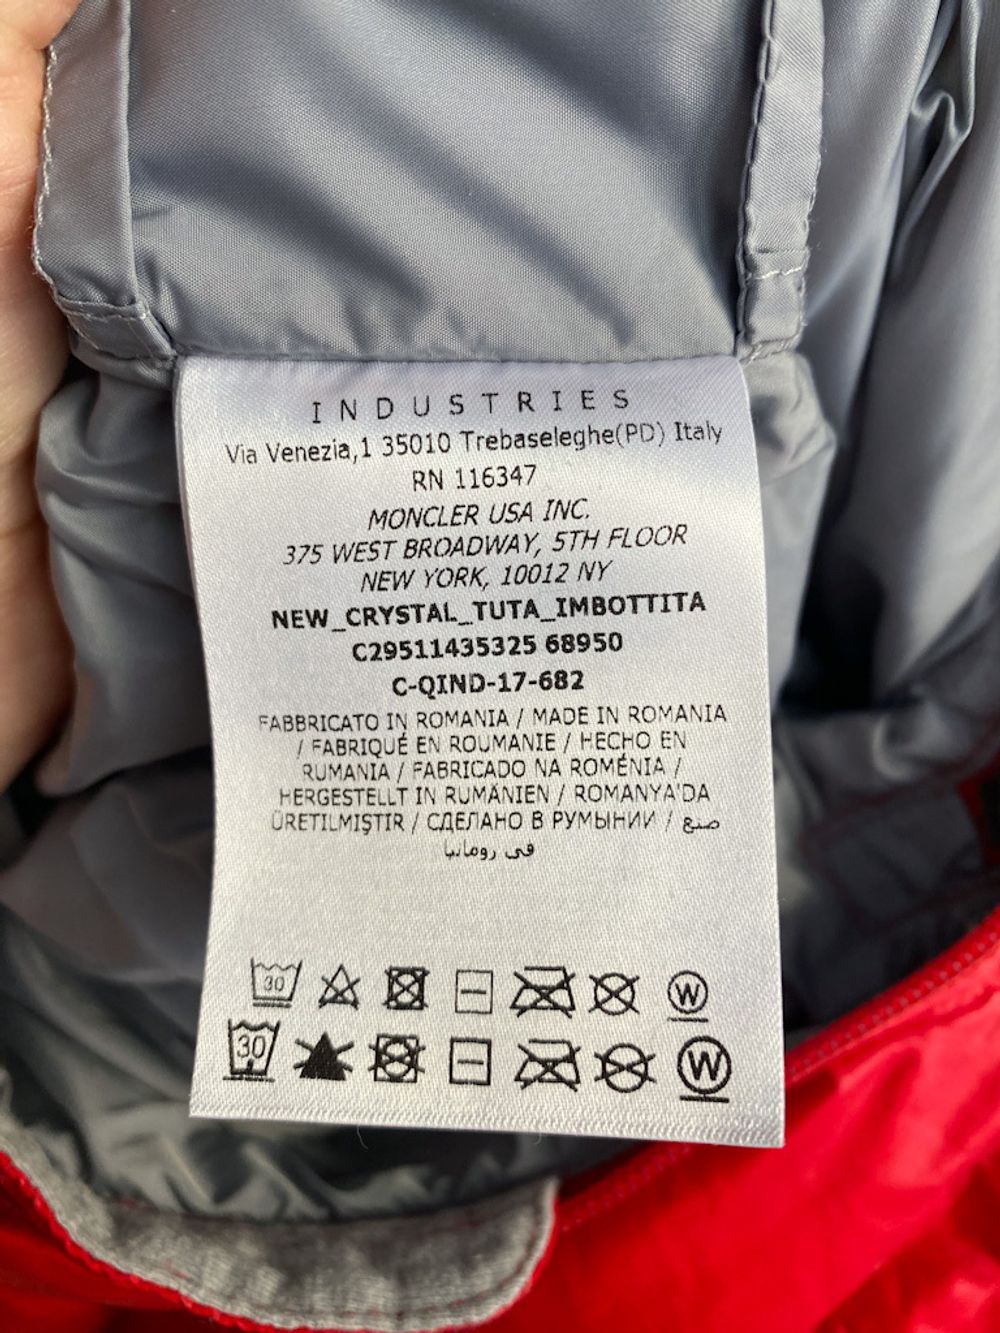 INDUSTRIES
Via Venezia,1 35010 Trebaseleghe(PD) Italy
RN 116347
MONCLER USA INC.
375 WEST BROADWAY, 5TH FLOOR
NEW YORK, 10012 NY
NEW_CRYSTAL_TUTA_IMBOTTITA
C29511435325 68950
C-QIND-17-682
FABBRICATO IN ROMANIA / MADE IN ROMANIA
/ FABRIQUÉ EN ROUMANIE / HECHO EN
RUMANIA / FABRICADO NA ROMÉNIA /
HERGESTELLT IN RUMÄNIEN / ROMANYA'DA
ÜRETILMIŞTIR / СДЕЛАНО В РУМЫНИИ / صنع
في رومانيا
30 W
30 W